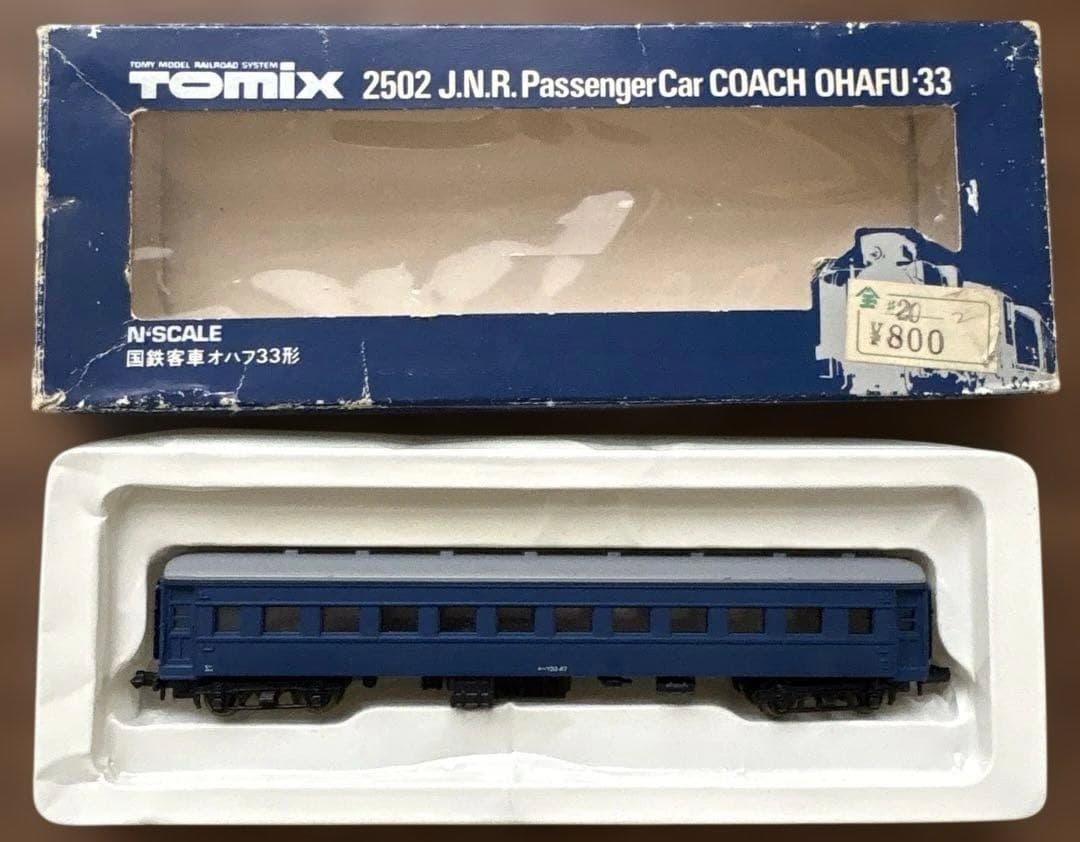 TOMY MODEL RAILROAD SYSTEM
TOMIX 2502 J.N.R. Passenger Car COACH OHAFU·33
N·SCALE
国鉄客車オハフ33形
¥800